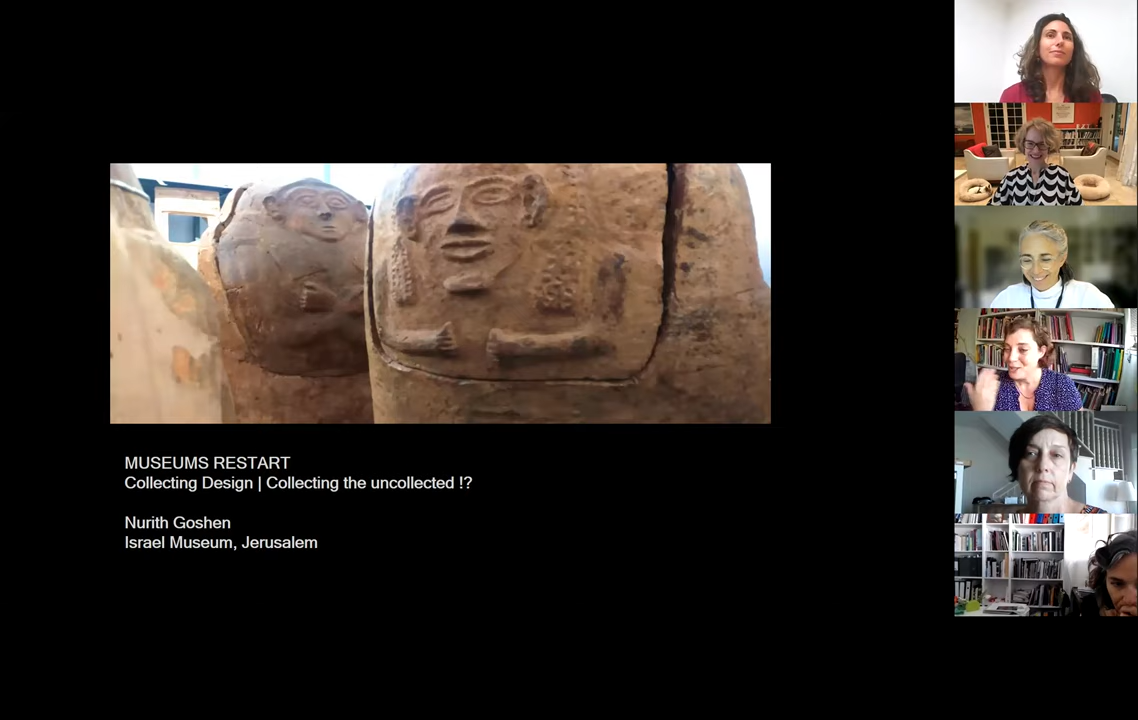 MUSEUMS RESTART
Collecting Design | Collecting the uncollected !?
Nurith Goshen
Israel Museum, Jerusalem